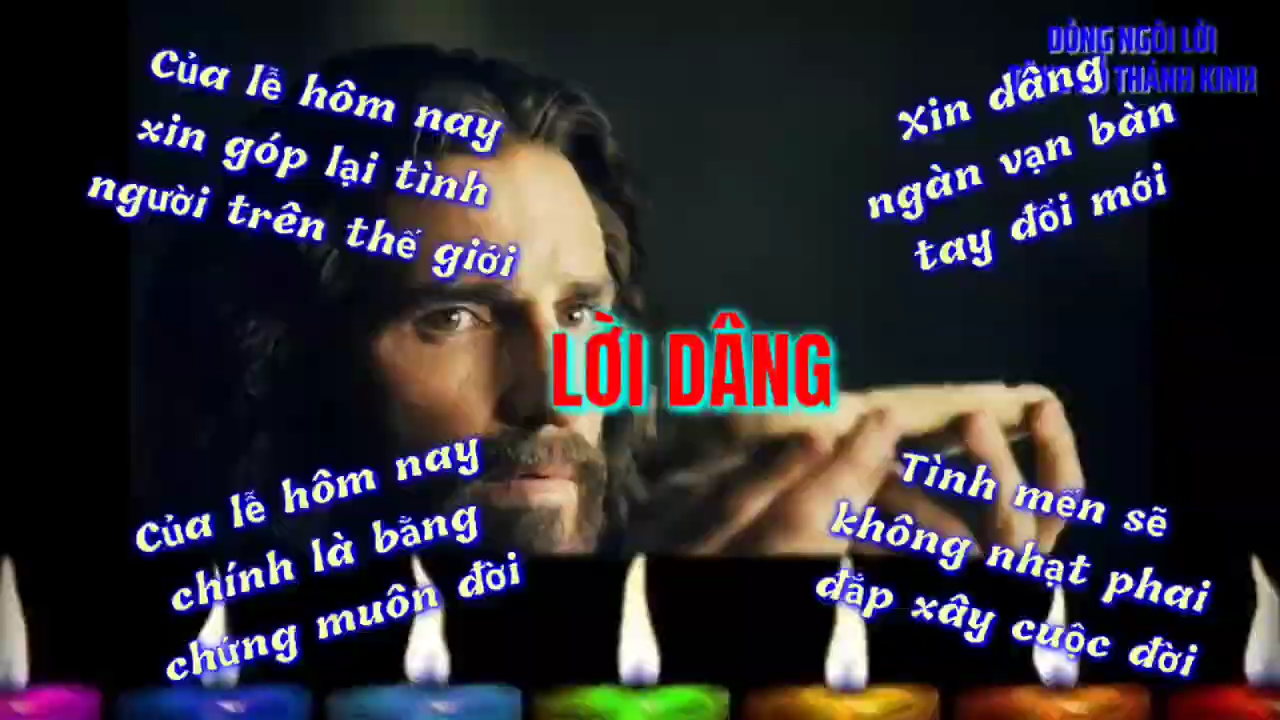 Của lễ hôm nay
xin góp lại tình
người trên thế giới
DÒNG NGÔI LỜI
THÁNH KINH
Xin dâng
ngàn vạn bàn
tay đổi mới
LỜI DÂNG
Của lễ hôm nay
chính là bằng
chứng muôn đời
Tình mến sẽ
không nhạt phai
đắp xây cuộc đời